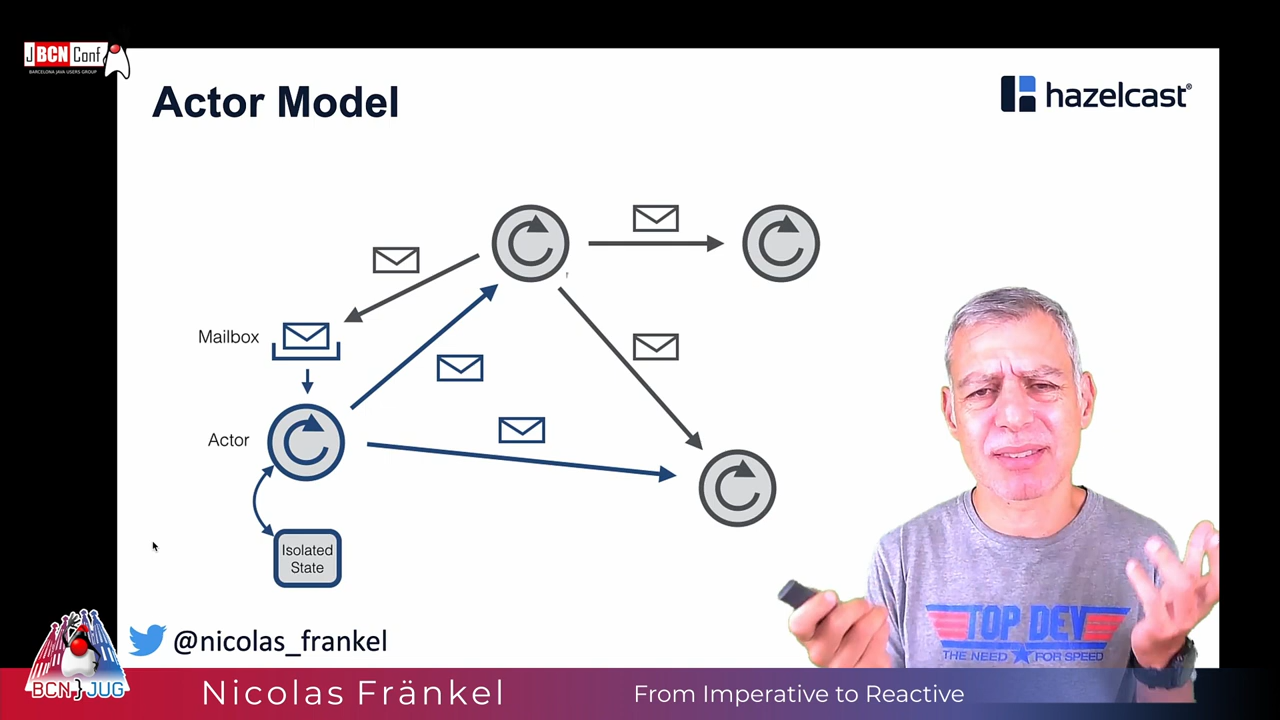 JBCNConf
BARCELONA JAVA USERS GROUP
Actor Model
hazelcast®
Mailbox
Actor
Isolated
State
TOP DEV
THE NEED FOR SPEED
@nicolas_frankel
BCN}JUG
Nicolas Fränkel
From Imperative to Reactive